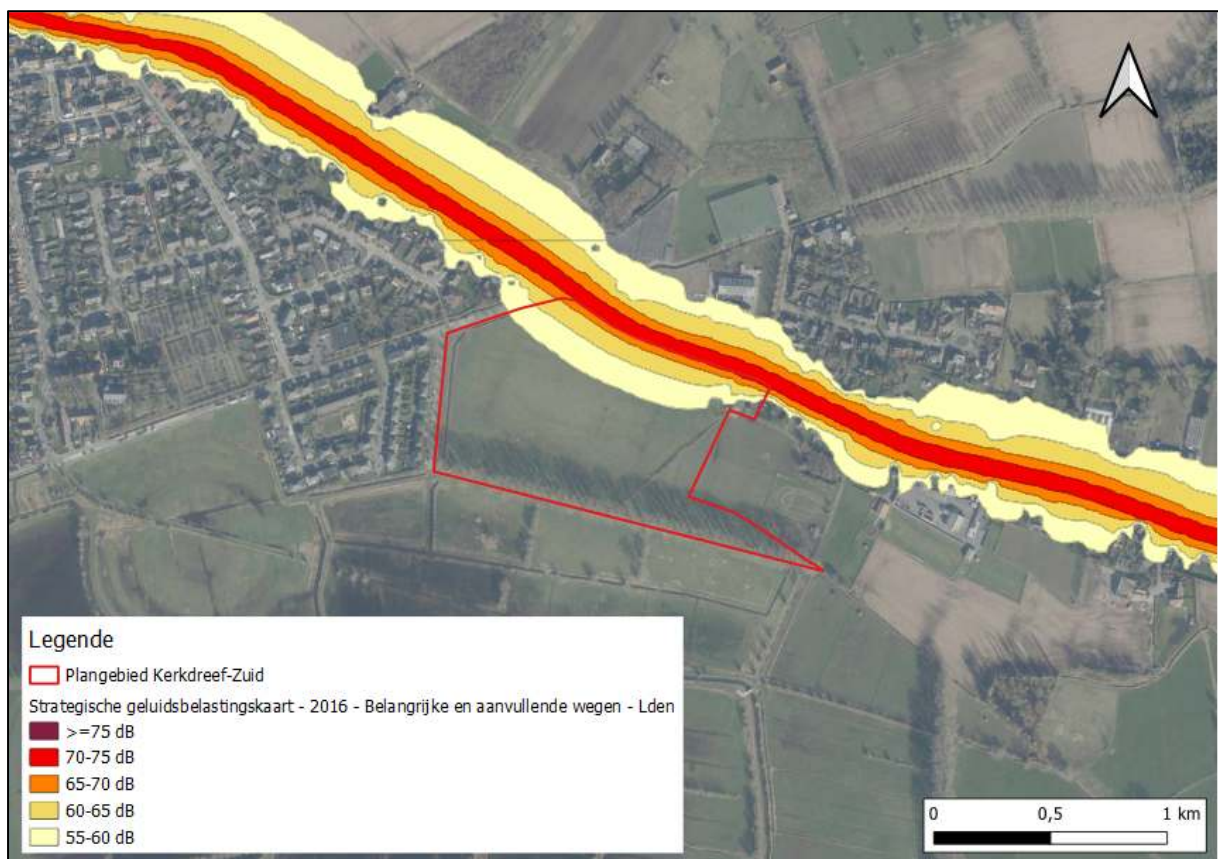 Legende
Plangebied Kerkdreef-Zuid
Strategische geluidsbelastingskaart - 2016 - Belangrijke en aanvullende wegen - Lden
>=75 dB
70-75 dB
65-70 dB
60-65 dB
55-60 dB
0 0,5 1 km